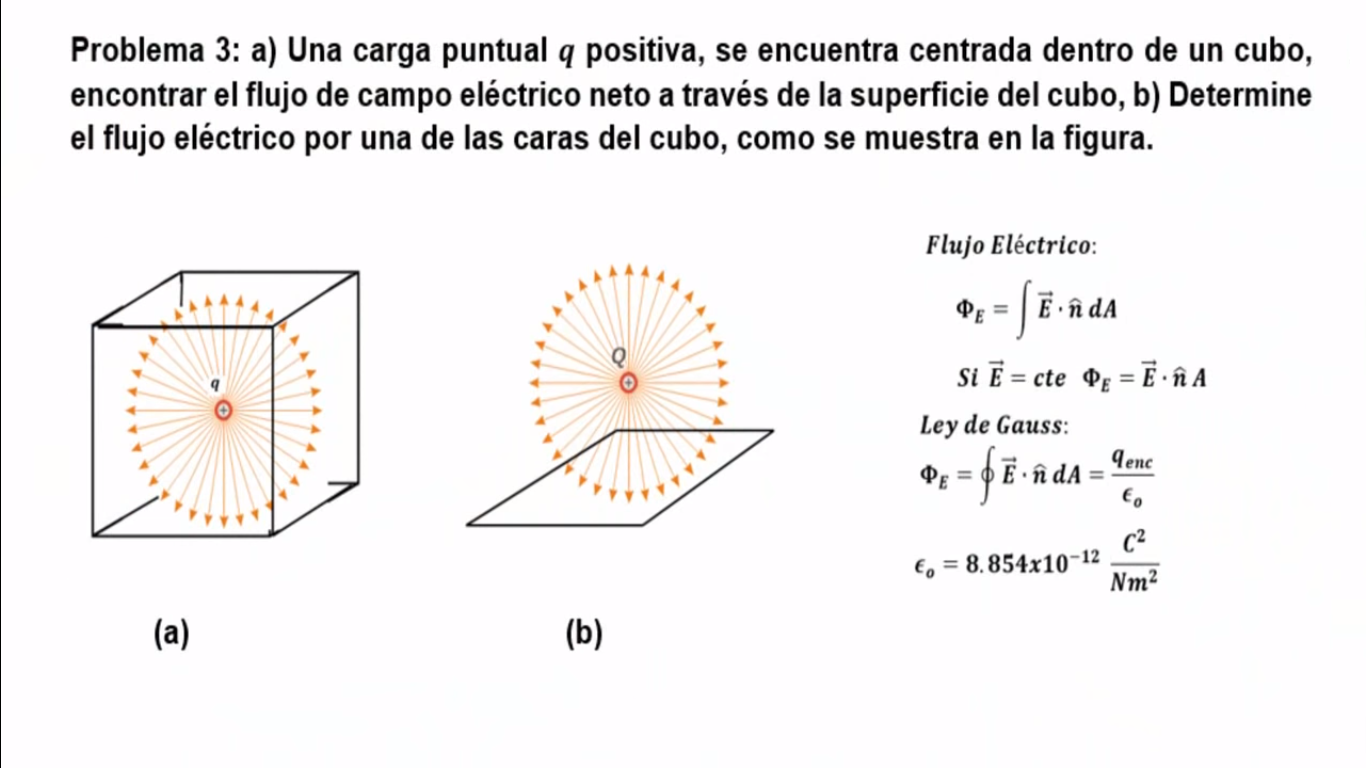 Problema 3: a) Una carga puntual q positiva, se encuentra centrada dentro de un cubo,
encontrar el flujo de campo eléctrico neto a través de la superficie del cubo, b) Determine
el flujo eléctrico por una de las caras del cubo, como se muestra en la figura.
q
(a)
Q
(b)
Flujo Eléctrico:
Φ_E = ∫ E⃗ · n̂ dA
Si E⃗ = cte Φ_E = E⃗ · n̂ A
Ley de Gauss:
Φ_E = ∮ E⃗ · n̂ dA = q_enc / ϵ_o
ϵ_o = 8.854x10⁻¹² C² / Nm²